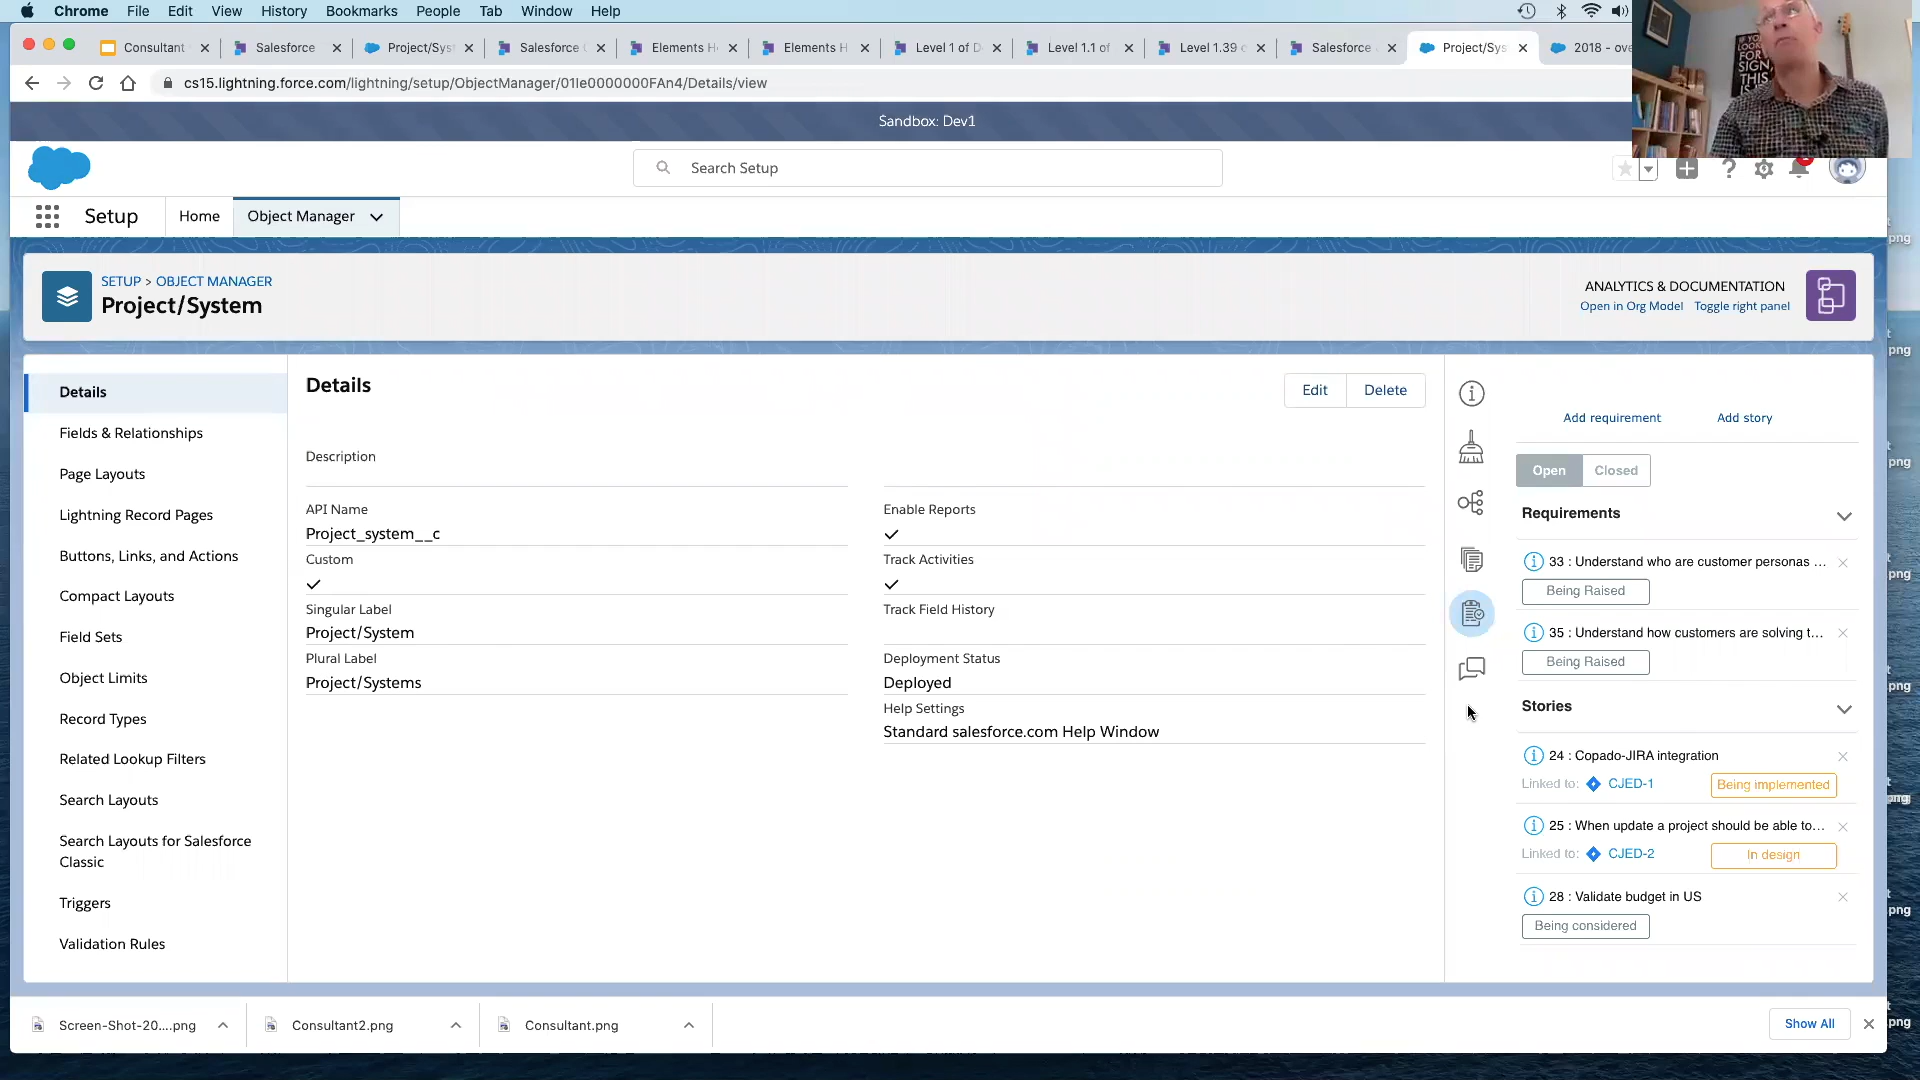 Chrome File Edit View History Bookmarks People Tab Window Help
Consultant Salesforce Project/Sys Salesforce Elements H Elements H Level 1 of D Level 1.1 of Level 1.39 Salesforce Project/Sys 2018 - ove
cs15.lightning.force.com/lightning/setup/ObjectManager/01Ie0000000FAn4/Details/view
Sandbox: Dev1
Search Setup
Setup Home Object Manager
SETUP > OBJECT MANAGER
Project/System
ANALYTICS & DOCUMENTATION
Open in Org Model Toggle right panel
Details
Fields & Relationships
Page Layouts
Lightning Record Pages
Buttons, Links, and Actions
Compact Layouts
Field Sets
Object Limits
Record Types
Related Lookup Filters
Search Layouts
Search Layouts for Salesforce
Classic
Triggers
Validation Rules
Details
Edit Delete
Description
API Name
Project_system__c
Custom
Singular Label
Project/System
Plural Label
Project/Systems
Enable Reports
Track Activities
Track Field History
Deployment Status
Deployed
Help Settings
Standard salesforce.com Help Window
Add requirement Add story
Open Closed
Requirements
33 : Understand who are customer personas ...
Being Raised
35 : Understand how customers are solving t...
Being Raised
Stories
24 : Copado-JIRA integration
Linked to: CJED-1 Being implemented
25 : When update a project should be able to...
Linked to: CJED-2 In design
28 : Validate budget in US
Being considered
Screen-Shot-20....png Consultant2.png Consultant.png Show All